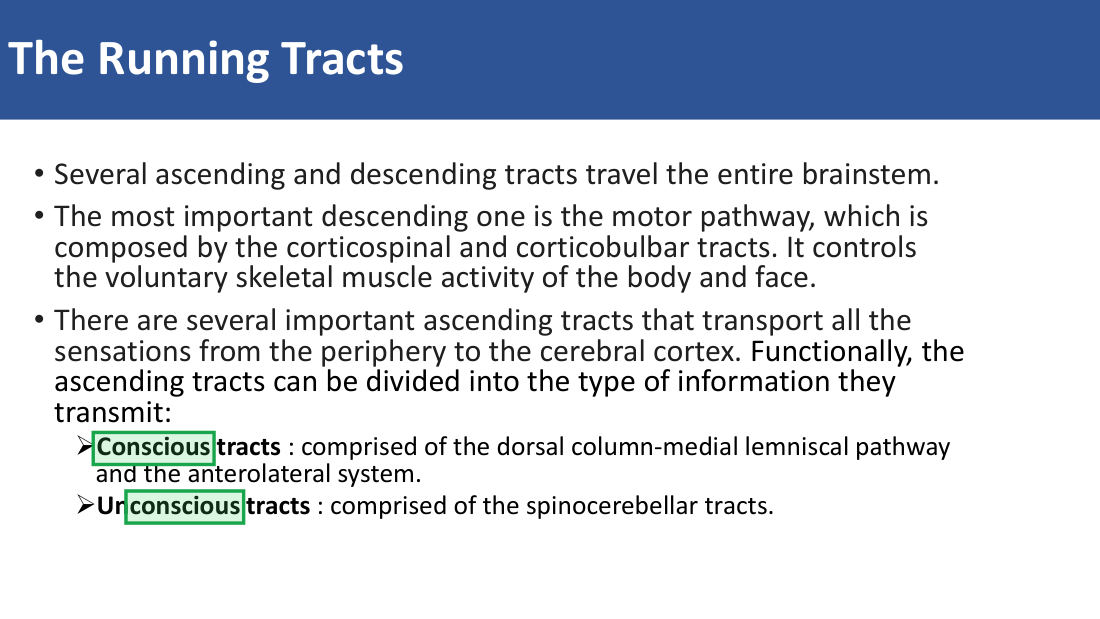 The Running Tracts
• Several ascending and descending tracts travel the entire brainstem.
• The most important descending one is the motor pathway, which is
composed by the corticospinal and corticobulbar tracts. It controls
the voluntary skeletal muscle activity of the body and face.
• There are several important ascending tracts that transport all the
sensations from the periphery to the cerebral cortex. Functionally, the
ascending tracts can be divided into the type of information they
transmit:
➢Conscious tracts : comprised of the dorsal column-medial lemniscal pathway
and the anterolateral system.
➢Unconscious tracts : comprised of the spinocerebellar tracts.